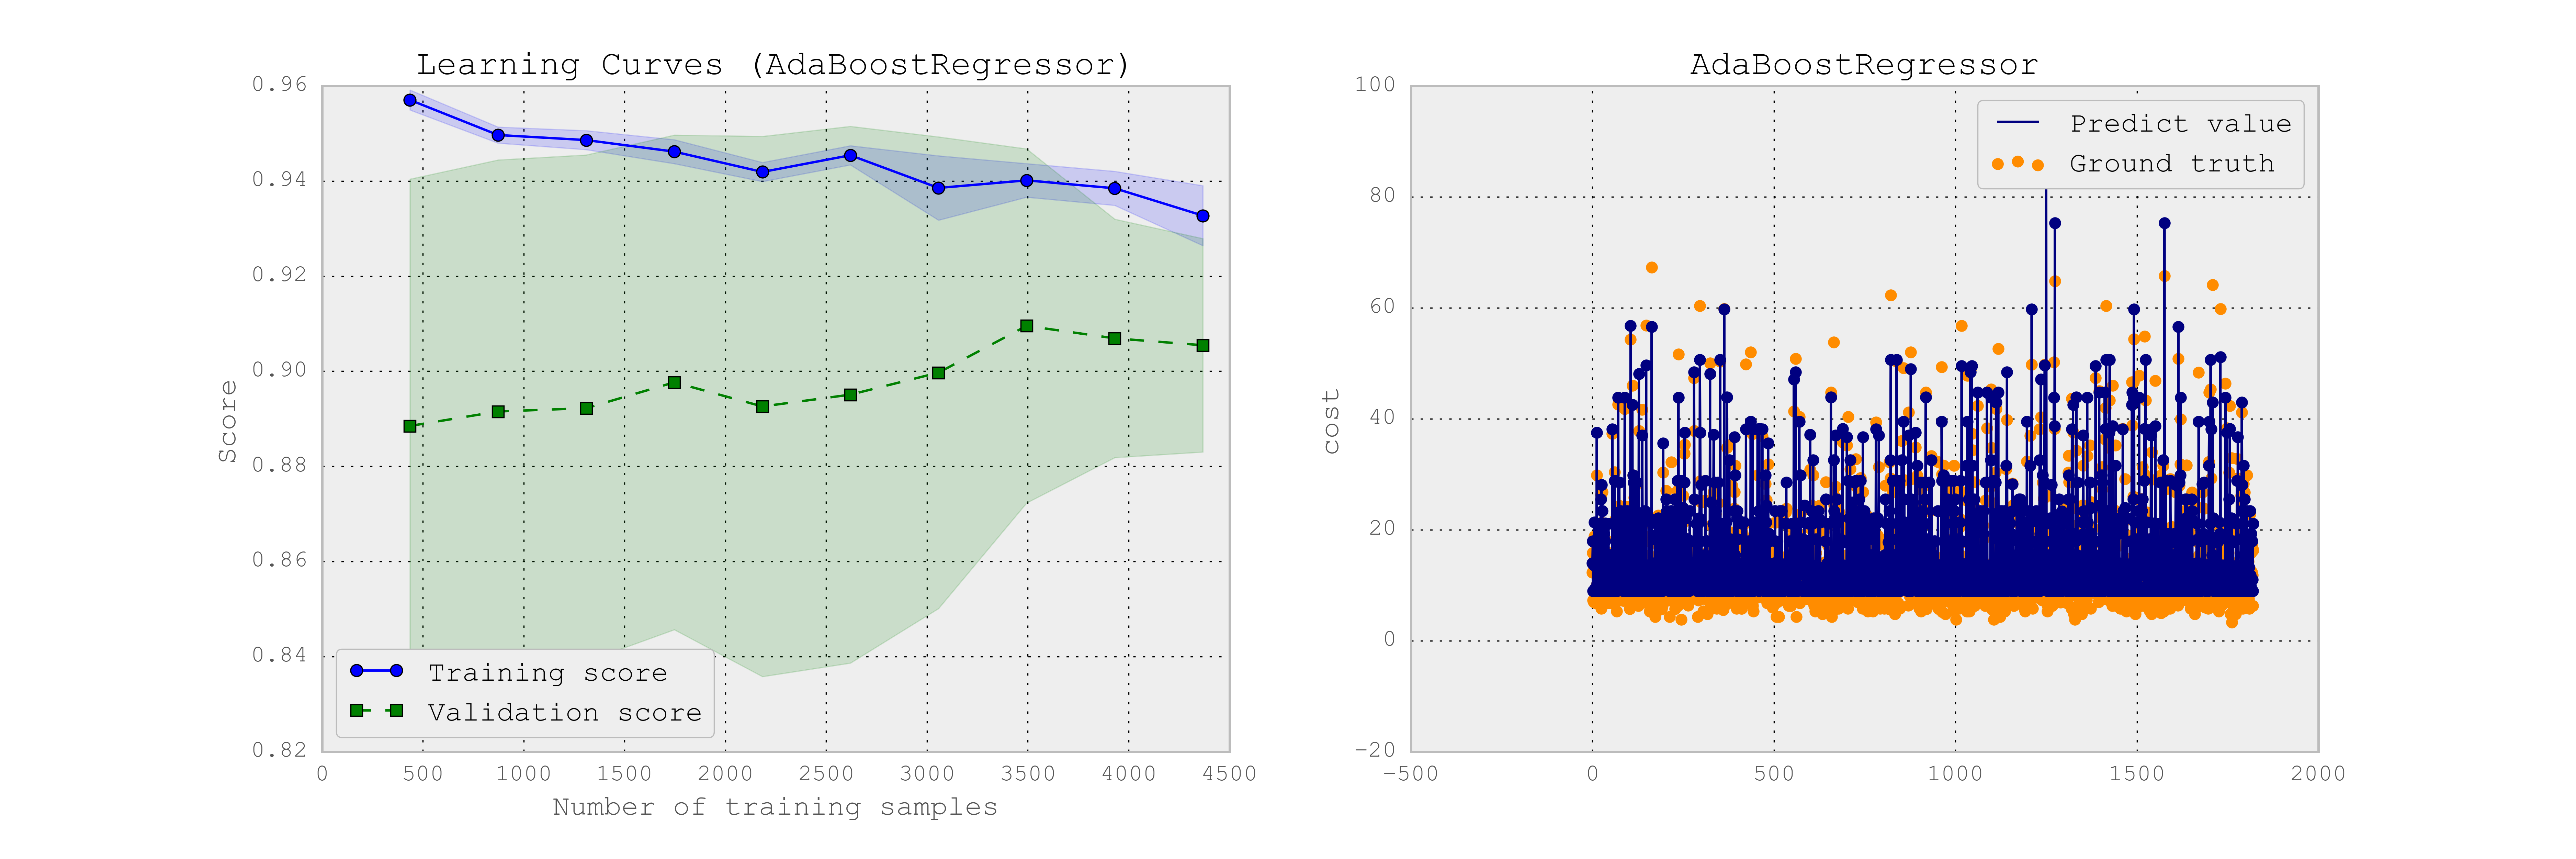 Learning Curves (AdaBoostRegressor)
0.96
0.94
0.92
0.90
0.88
0.86
0.84
0.82
Score
Training score
Validation score
0 500 1000 1500 2000 2500 3000 3500 4000 4500
Number of training samples
AdaBoostRegressor
100
80
60
40
20
0
−20
cost
Predict value
Ground truth
−500 0 500 1000 1500 2000